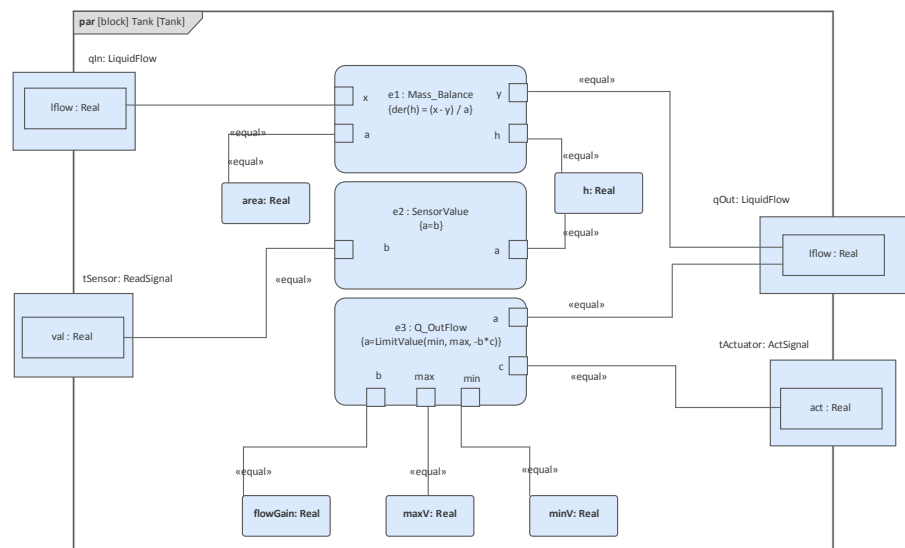 par [block] Tank [Tank]
qIn: LiquidFlow
«equal»
lflow : Real
x
e1 : Mass_Balance
{der(h) = (x - y) / a}
y
«equal»
a
h
«equal»
«equal»
area: Real
h: Real
e2 : SensorValue
{a=b}
«equal»
qOut: LiquidFlow
b
a
lflow : Real
tSensor: ReadSignal
«equal»
val : Real
a
«equal»
e3 : Q_OutFlow
{a=LimitValue(min, max, -b*c)}
tActuator: ActSignal
c
«equal»
b
max
min
act : Real
«equal»
«equal»
«equal»
flowGain: Real
maxV: Real
minV: Real